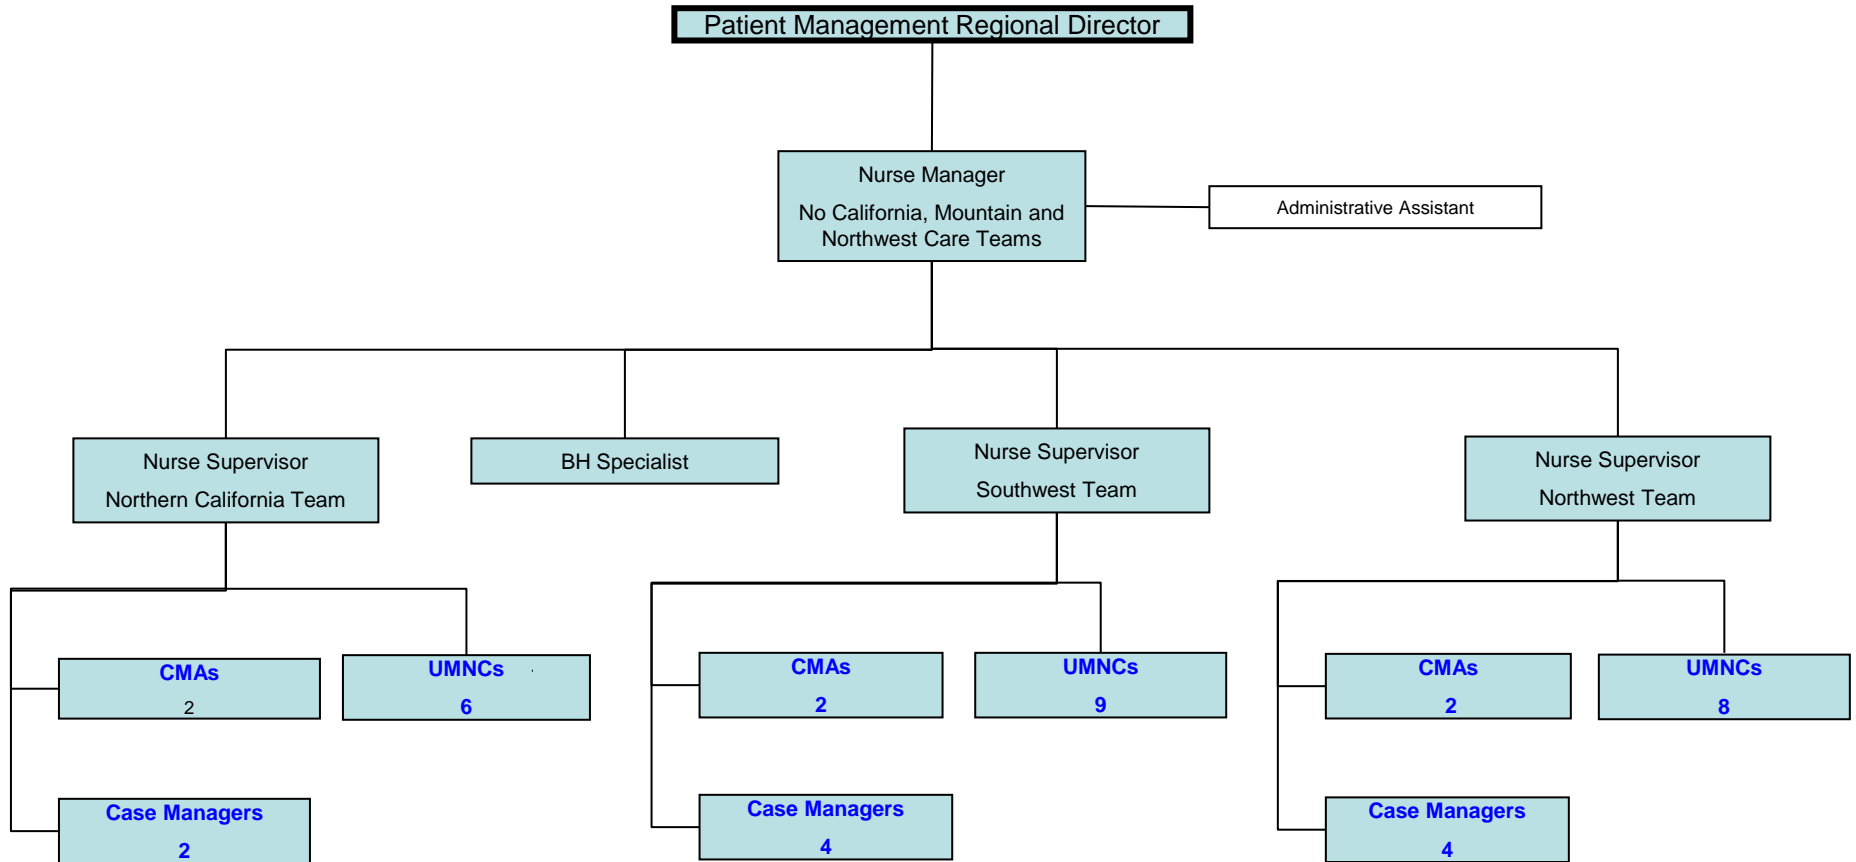 Patient Management Regional Director
Nurse Manager
No California, Mountain and
Northwest Care Teams
Administrative Assistant
Nurse Supervisor
Northern California Team
BH Specialist
Nurse Supervisor
Southwest Team
Nurse Supervisor
Northwest Team
CMAs
2
UMNCs
6
CMAs
2
UMNCs
9
CMAs
2
UMNCs
8
Case Managers
2
Case Managers
4
Case Managers
4